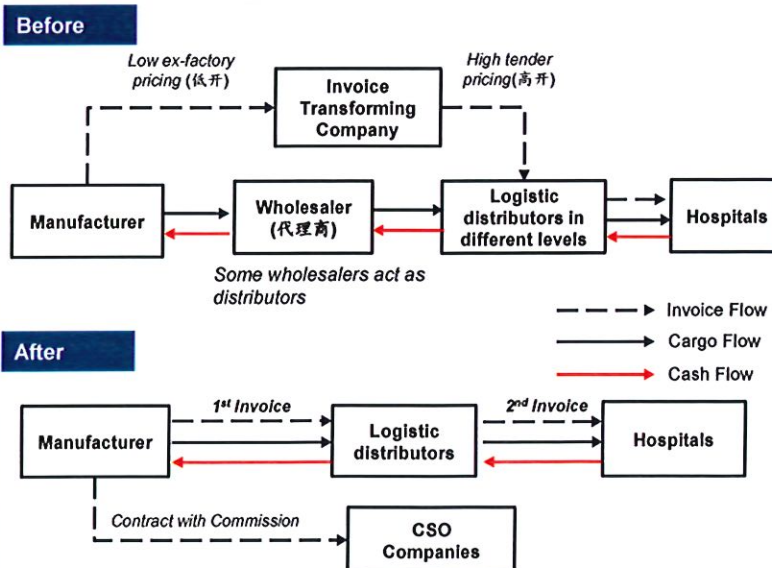 Before
Low ex-factory
pricing (低开)
High tender
pricing(高开)
Invoice
Transforming
Company
Manufacturer
Wholesaler
(代理商)
Logistic
distributors in
different levels
Hospitals
Some wholesalers act as
distributors
Invoice Flow
Cargo Flow
Cash Flow
After
Manufacturer
1st Invoice
Logistic
distributors
2nd Invoice
Hospitals
Contract with Commission
CSO
Companies